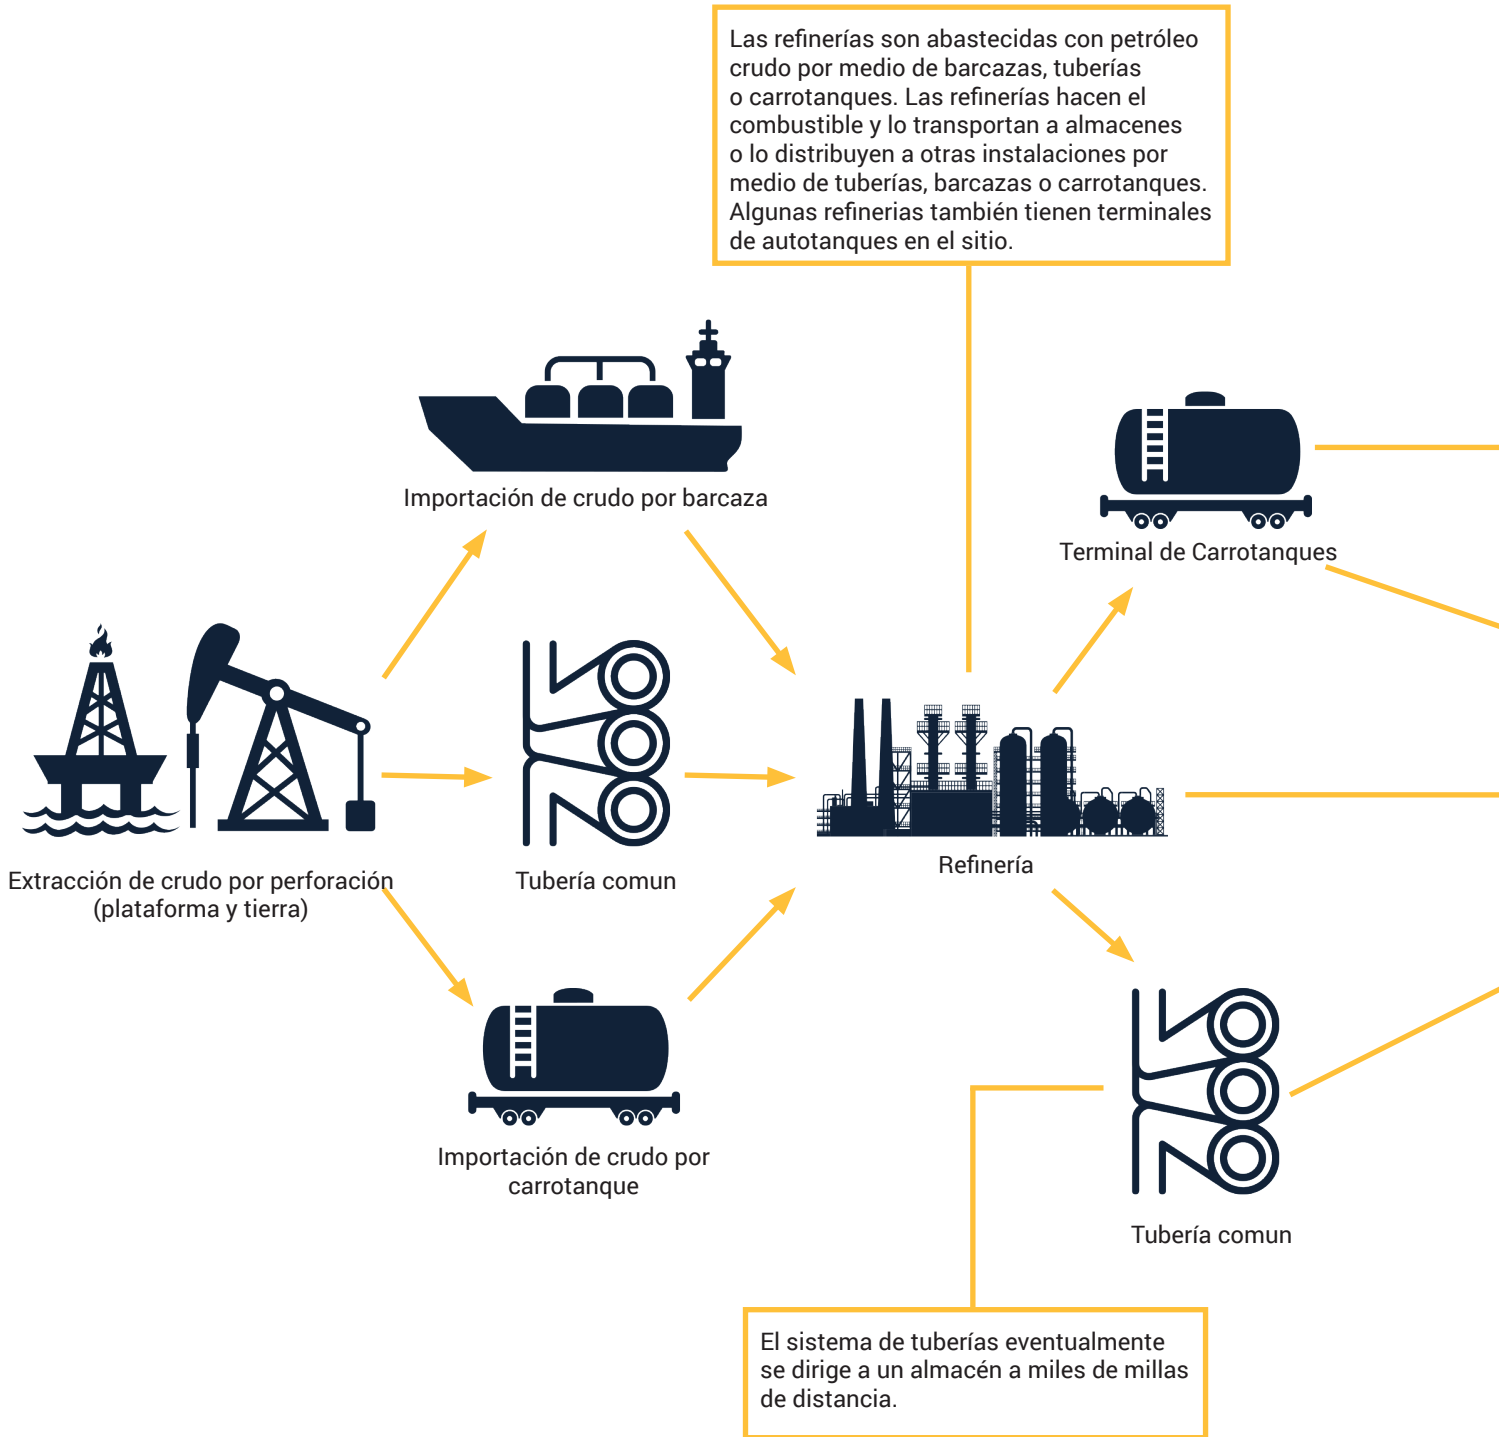 Las refinerías son abastecidas con petróleo
crudo por medio de barcazas, tuberías
o carrotanques. Las refinerías hacen el
combustible y lo transportan a almacenes
o lo distribuyen a otras instalaciones por
medio de tuberías, barcazas o carrotanques.
Algunas refinerias también tienen terminales
de autotanques en el sitio.
Importación de crudo por barcaza
Terminal de Carrotanques
Extracción de crudo por perforación
(plataforma y tierra)
Tubería comun
Refinería
Importación de crudo por
carrotanque
Tubería comun
El sistema de tuberías eventualmente
se dirige a un almacén a miles de millas
de distancia.